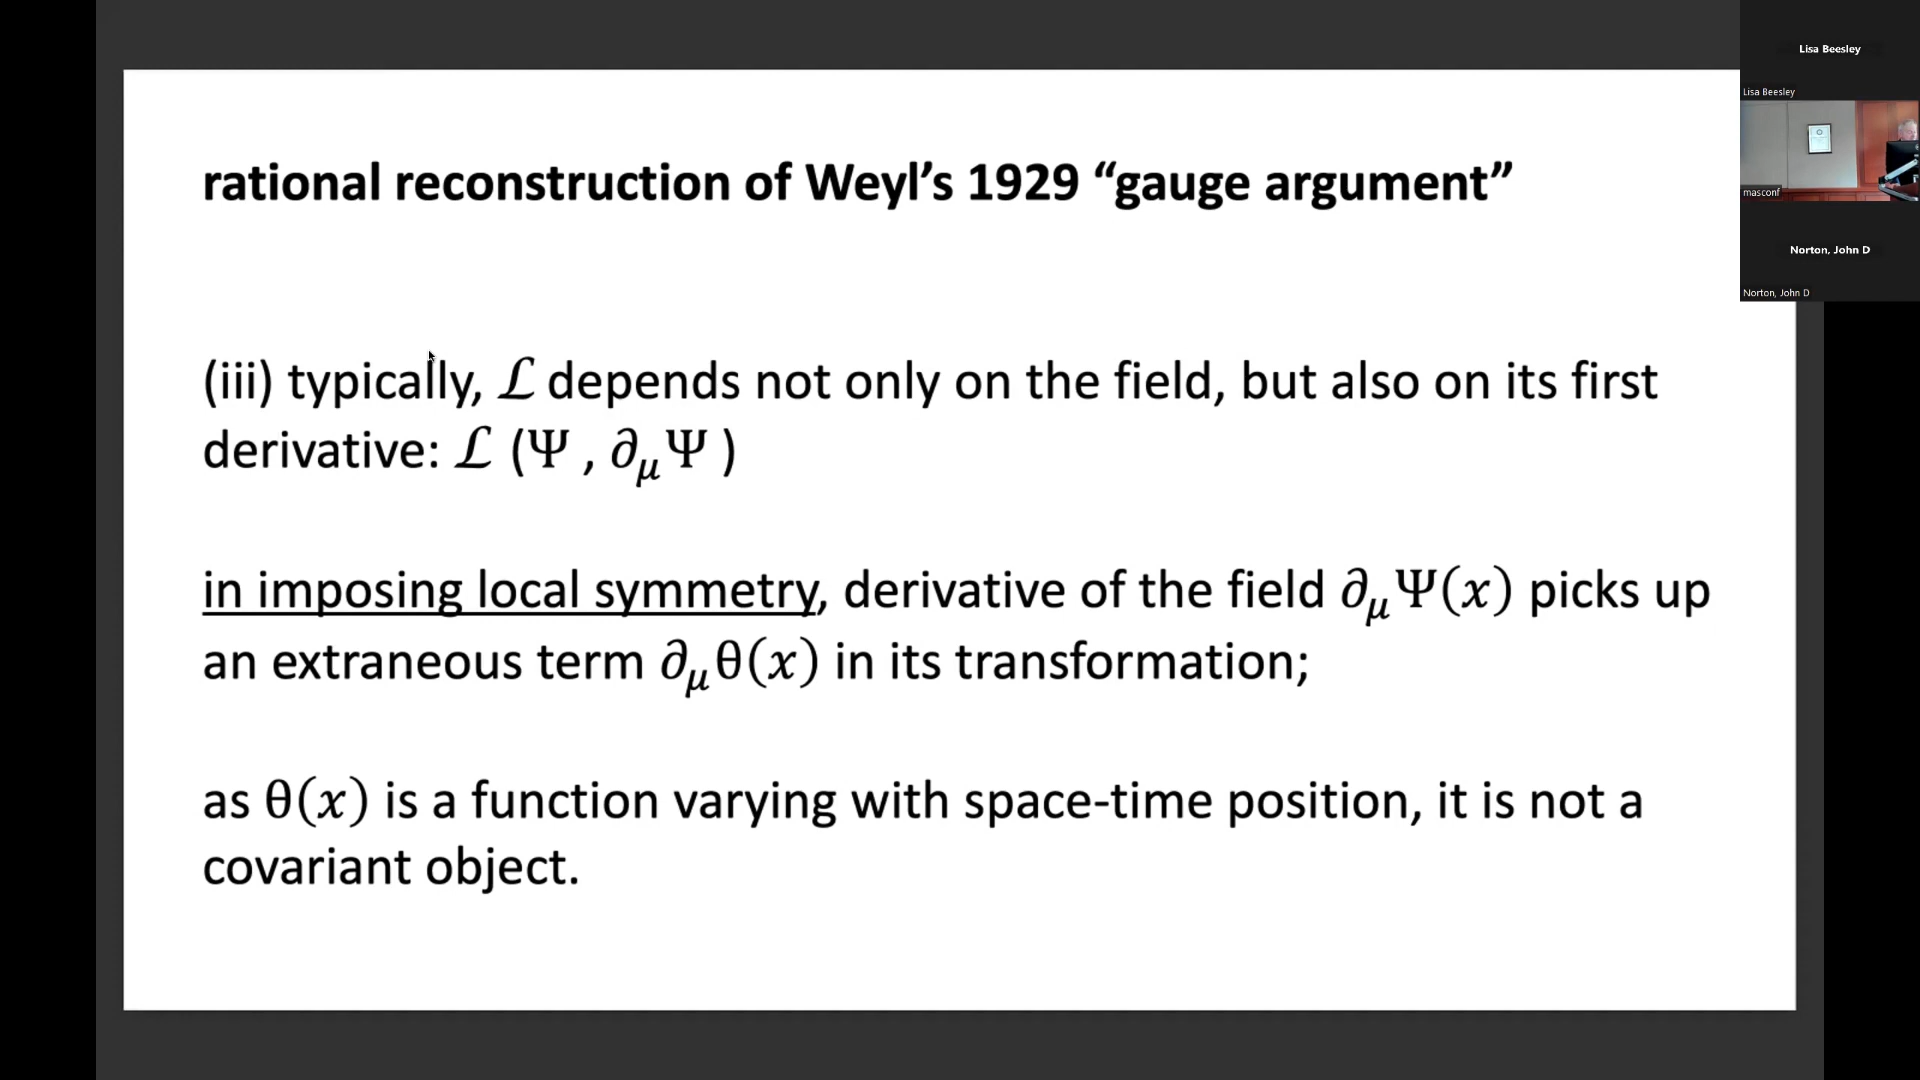 rational reconstruction of Weyl’s 1929 “gauge argument”
(iii) typically, ℒ depends not only on the field, but also on its first
derivative: ℒ (Ψ , ∂μΨ )
in imposing local symmetry, derivative of the field ∂μΨ(x) picks up
an extraneous term ∂μθ(x) in its transformation;
as θ(x) is a function varying with space-time position, it is not a
covariant object.
Lisa Beesley
Lisa Beesley
masconf
Norton, John D
Norton, John D